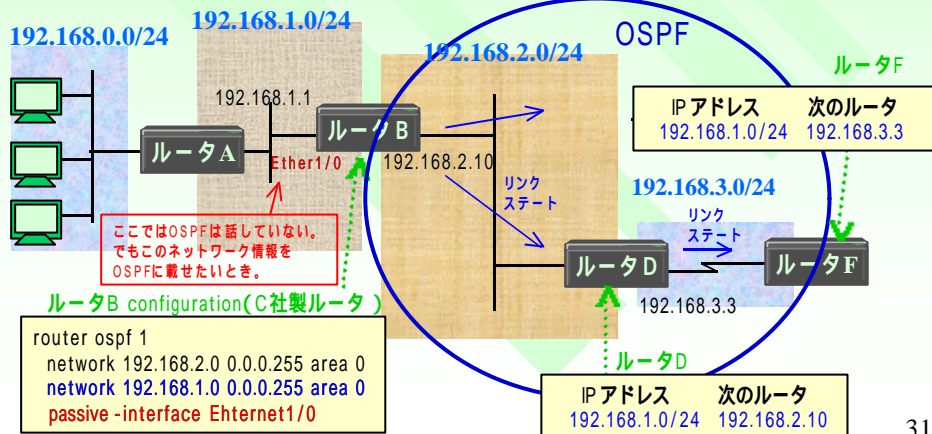 192.168.0.0/24
192.168.1.0/24
192.168.2.0/24
OSPF
ルータF
IPアドレス 次のルータ
192.168.1.0/24 192.168.3.3
192.168.1.1
ルータA
ルータB
Ether1/0
192.168.2.10
リンク
ステート
192.168.3.0/24
リンク
ステート
ここではOSPFは話していない。
でもこのネットワーク情報を
OSPFに載せたいとき。
ルータD
ルータF
192.168.3.3
ルータB configuration(C社製ルータ)
router ospf 1
network 192.168.2.0 0.0.0.255 area 0
network 192.168.1.0 0.0.0.255 area 0
passive-interface Ehternet1/0
ルータD
IPアドレス 次のルータ
192.168.1.0/24 192.168.2.10
31